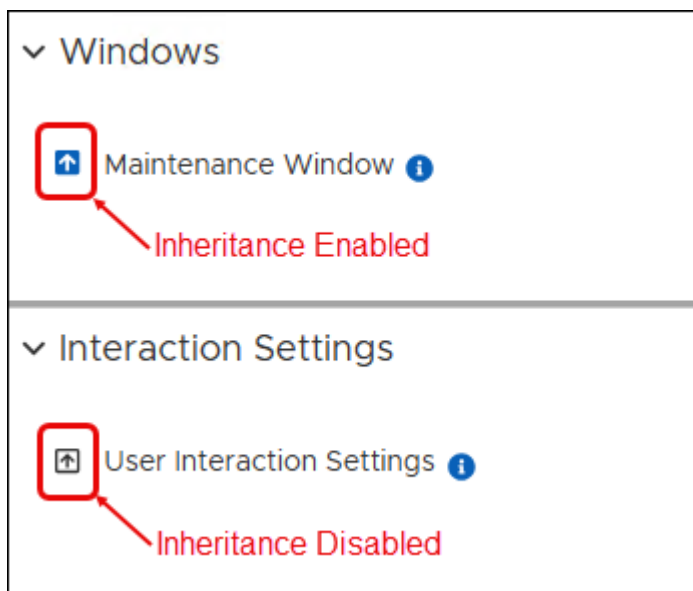 Windows
Maintenance Window
Inheritance Enabled
Interaction Settings
User Interaction Settings
Inheritance Disabled